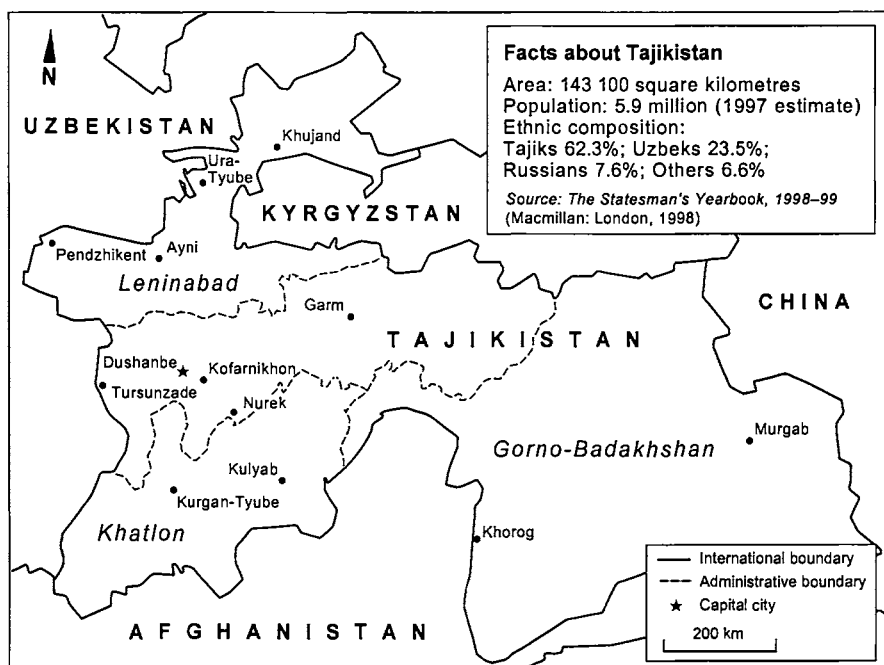 N
Facts about Tajikistan
Area: 143 100 square kilometres
Population: 5.9 million (1997 estimate)
Ethnic composition:
Tajiks 62.3%; Uzbeks 23.5%;
Russians 7.6%; Others 6.6%
Source: The Statesman's Yearbook, 1998–99
(Macmillan: London, 1998)
UZBEKISTAN
Khujand
Ura-
Tyube
KYRGYZSTAN
Pendzhikent
Ayni
Leninabad
CHINA
Garm
TAJIKISTAN
Dushanbe
Kofarnikhon
Tursunzade
Nurek
Murgab
Gorno-Badakhshan
Kulyab
Kurgan-Tyube
Khatlon
Khorog
AFGHANISTAN
International boundary
Administrative boundary
Capital city
200 km